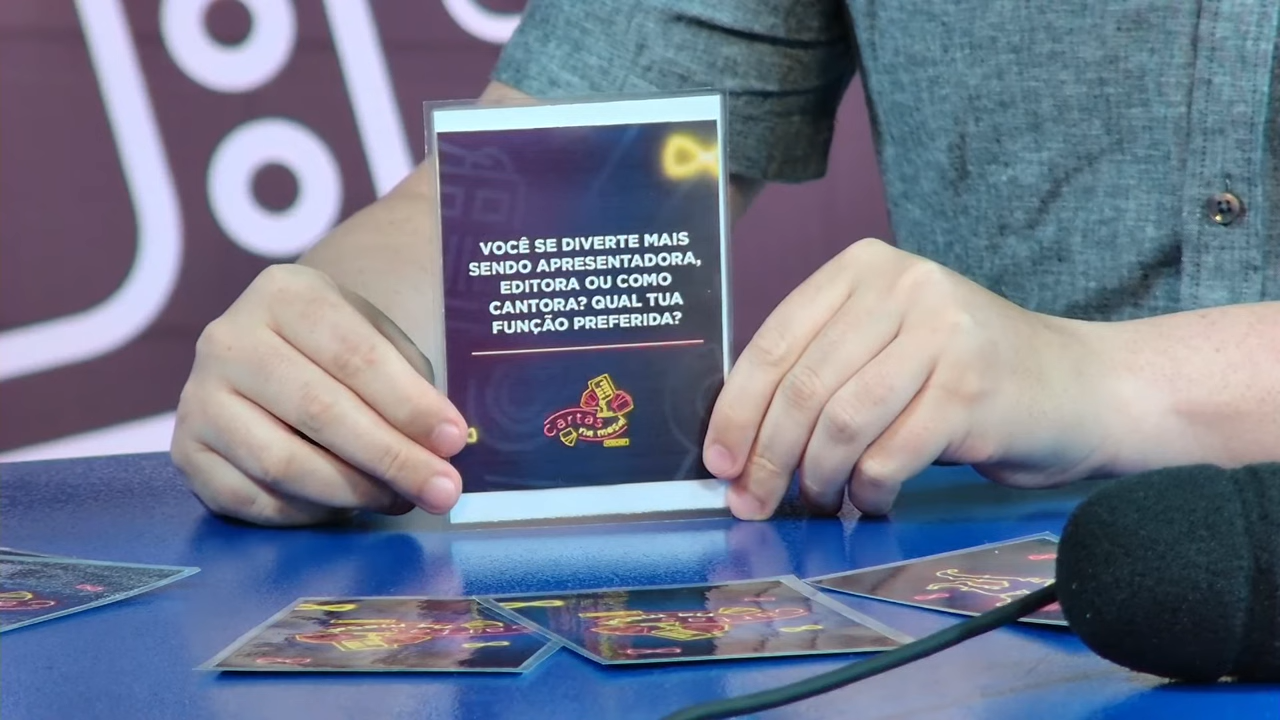 VOCÊ SE DIVERTE MAIS
SENDO APRESENTADORA,
EDITORA OU COMO
CANTORA? QUAL TUA
FUNÇÃO PREFERIDA?
Cartas
na mesa!